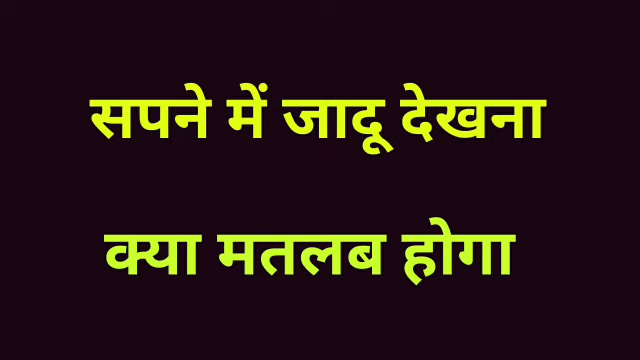 सपने में जादू देखना
क्या मतलब होगा